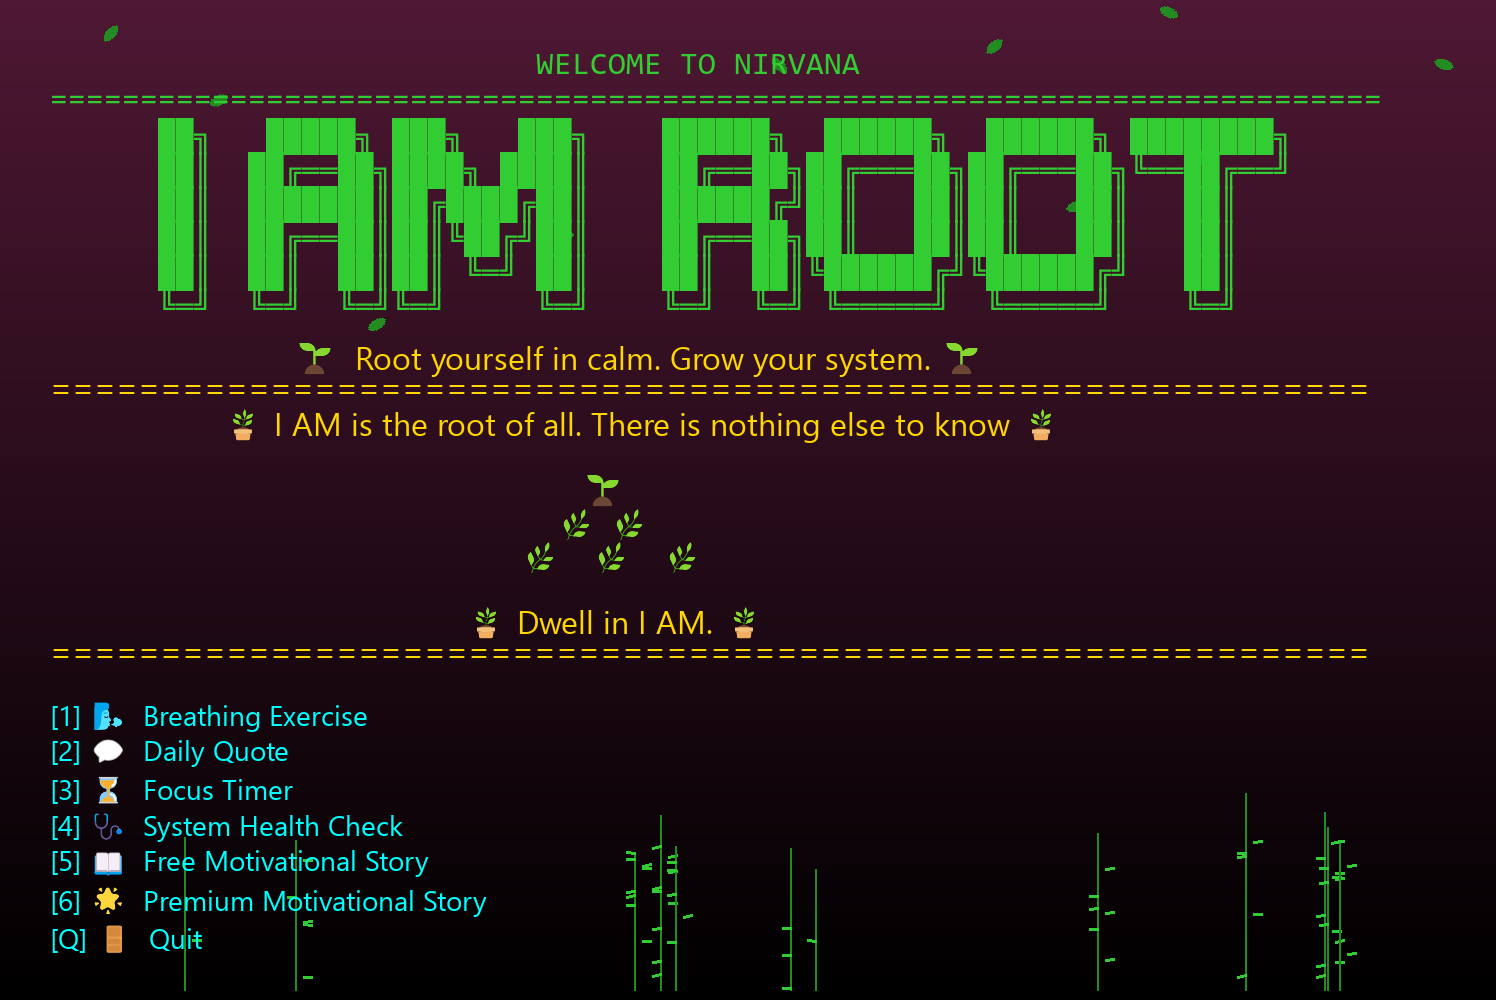 WELCOME TO NIRVANA
I AM ROOT
Root yourself in calm. Grow your system.
I AM is the root of all. There is nothing else to know
Dwell in I AM.
[1] Breathing Exercise
[2] Daily Quote
[3] Focus Timer
[4] System Health Check
[5] Free Motivational Story
[6] Premium Motivational Story
[Q] Quit